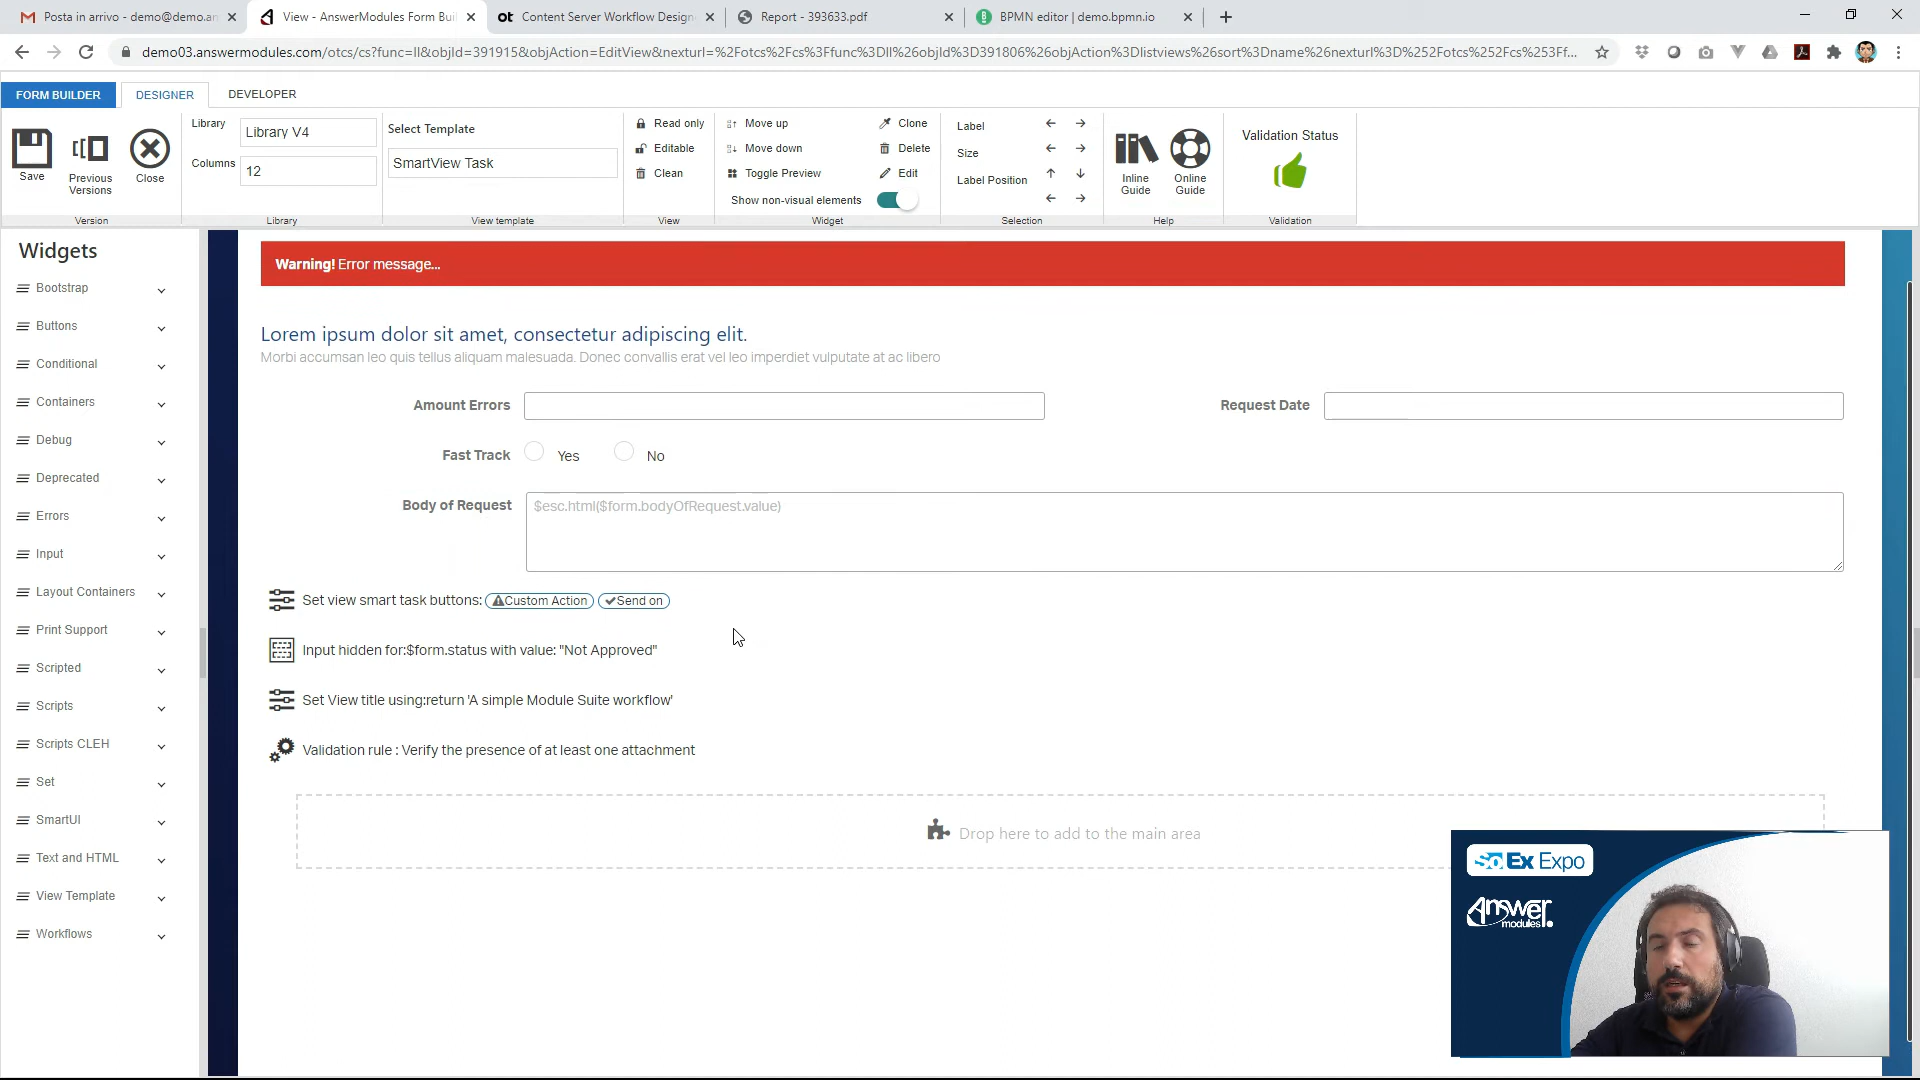 Posta in arrivo - demo@demo.an
View - AnswerModules Form Buil
ot Content Server Workflow Design
Report - 393633.pdf
BPMN editor | demo.bpmn.io
demo03.answermodules.com/otcs/cs?func=ll&objId=391915&objAction=EditView&nexturl=%2Fotcs%2Fcs%3Ffunc%3Dll%26objId%3D391806%26objAction%3Dlistviews%26sort%3Dname%26nexturl%3D%252Fotcs%252Fcs%253Ff...
FORM BUILDER
DESIGNER
DEVELOPER
Save
Previous Versions
Close
Version
Library
Library V4
Columns
12
Library
Select Template
SmartView Task
View template
Read only
Editable
Clean
View
Move up
Move down
Toggle Preview
Show non-visual elements
Clone
Delete
Edit
Widget
Label
Size
Label Position
Selection
Inline Guide
Online Guide
Help
Validation Status
Validation
Widgets
Bootstrap
Buttons
Conditional
Containers
Debug
Deprecated
Errors
Input
Layout Containers
Print Support
Scripted
Scripts
Scripts CLEH
Set
SmartUI
Text and HTML
View Template
Workflows
Warning! Error message...
Lorem ipsum dolor sit amet, consectetur adipiscing elit.
Morbi accumsan leo quis tellus aliquam malesuada. Donec convallis erat vel leo imperdiet vulputate at ac libero
Amount Errors
Request Date
Fast Track
Yes
No
Body of Request
$esc.html($form.bodyOfRequest.value)
Set view smart task buttons: Custom Action Send on
Input hidden for:$form.status with value: "Not Approved"
Set View title using:return 'A simple Module Suite workflow'
Validation rule : Verify the presence of at least one attachment
Drop here to add to the main area
SoEx Expo
Answer
modules